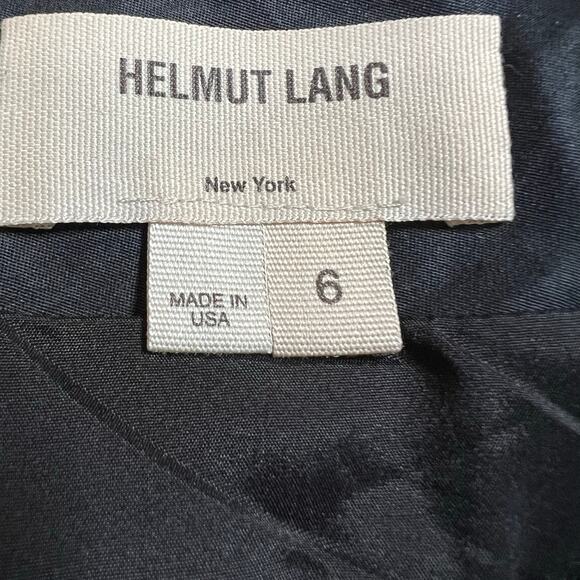 HELMUT LANG
New York
MADE IN
USA
6